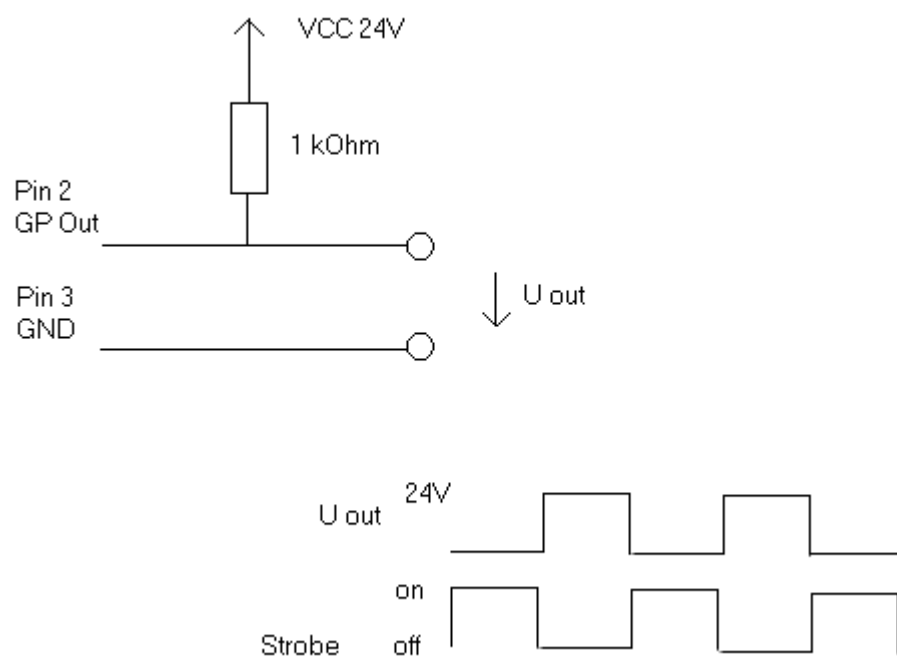 VCC 24V
1 kOhm
Pin 2
GP Out
Pin 3
GND
U out
24V
U out
on
Strobe off